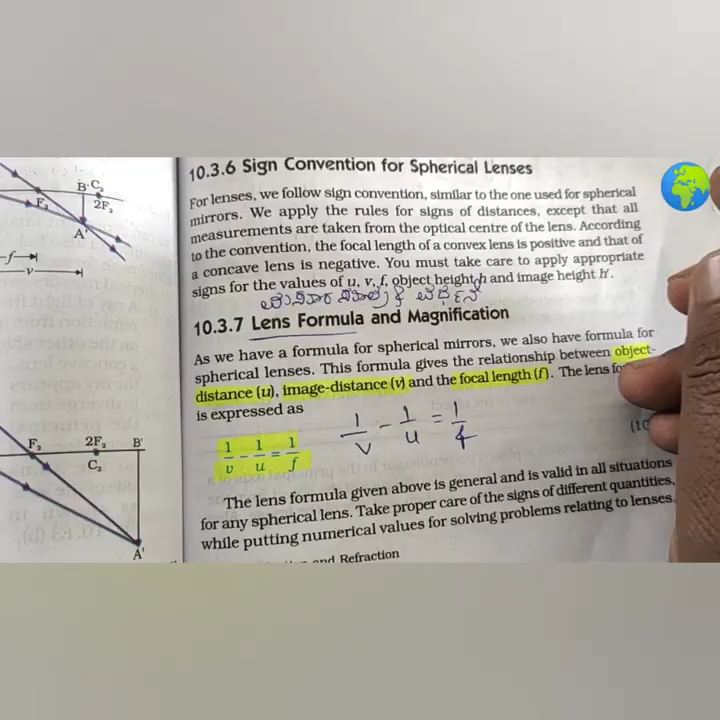 B' C₂
F₂ 2F₂
A'
f
v
F₂ 2F₂ B'
C₂
A'
10.3.6 Sign Convention for Spherical Lenses
For lenses, we follow sign convention, similar to the one used for spherical
mirrors. We apply the rules for signs of distances, except that all
measurements are taken from the optical centre of the lens. According
to the convention, the focal length of a convex lens is positive and that of
a concave lens is negative. You must take care to apply appropriate
signs for the values of u, v, f, object height h and image height h'.
10.3.7 Lens Formula and Magnification
As we have a formula for spherical mirrors, we also have formula for
spherical lenses. This formula gives the relationship between object-
distance (u), image-distance (v) and the focal length (f). The lens
is expressed as
1/v - 1/u = 1/f
1/v - 1/u = 1/f
The lens formula given above is general and is valid in all situations
for any spherical lens. Take proper care of the signs of different quantities,
while putting numerical values for solving problems relating to lenses.
and Refraction